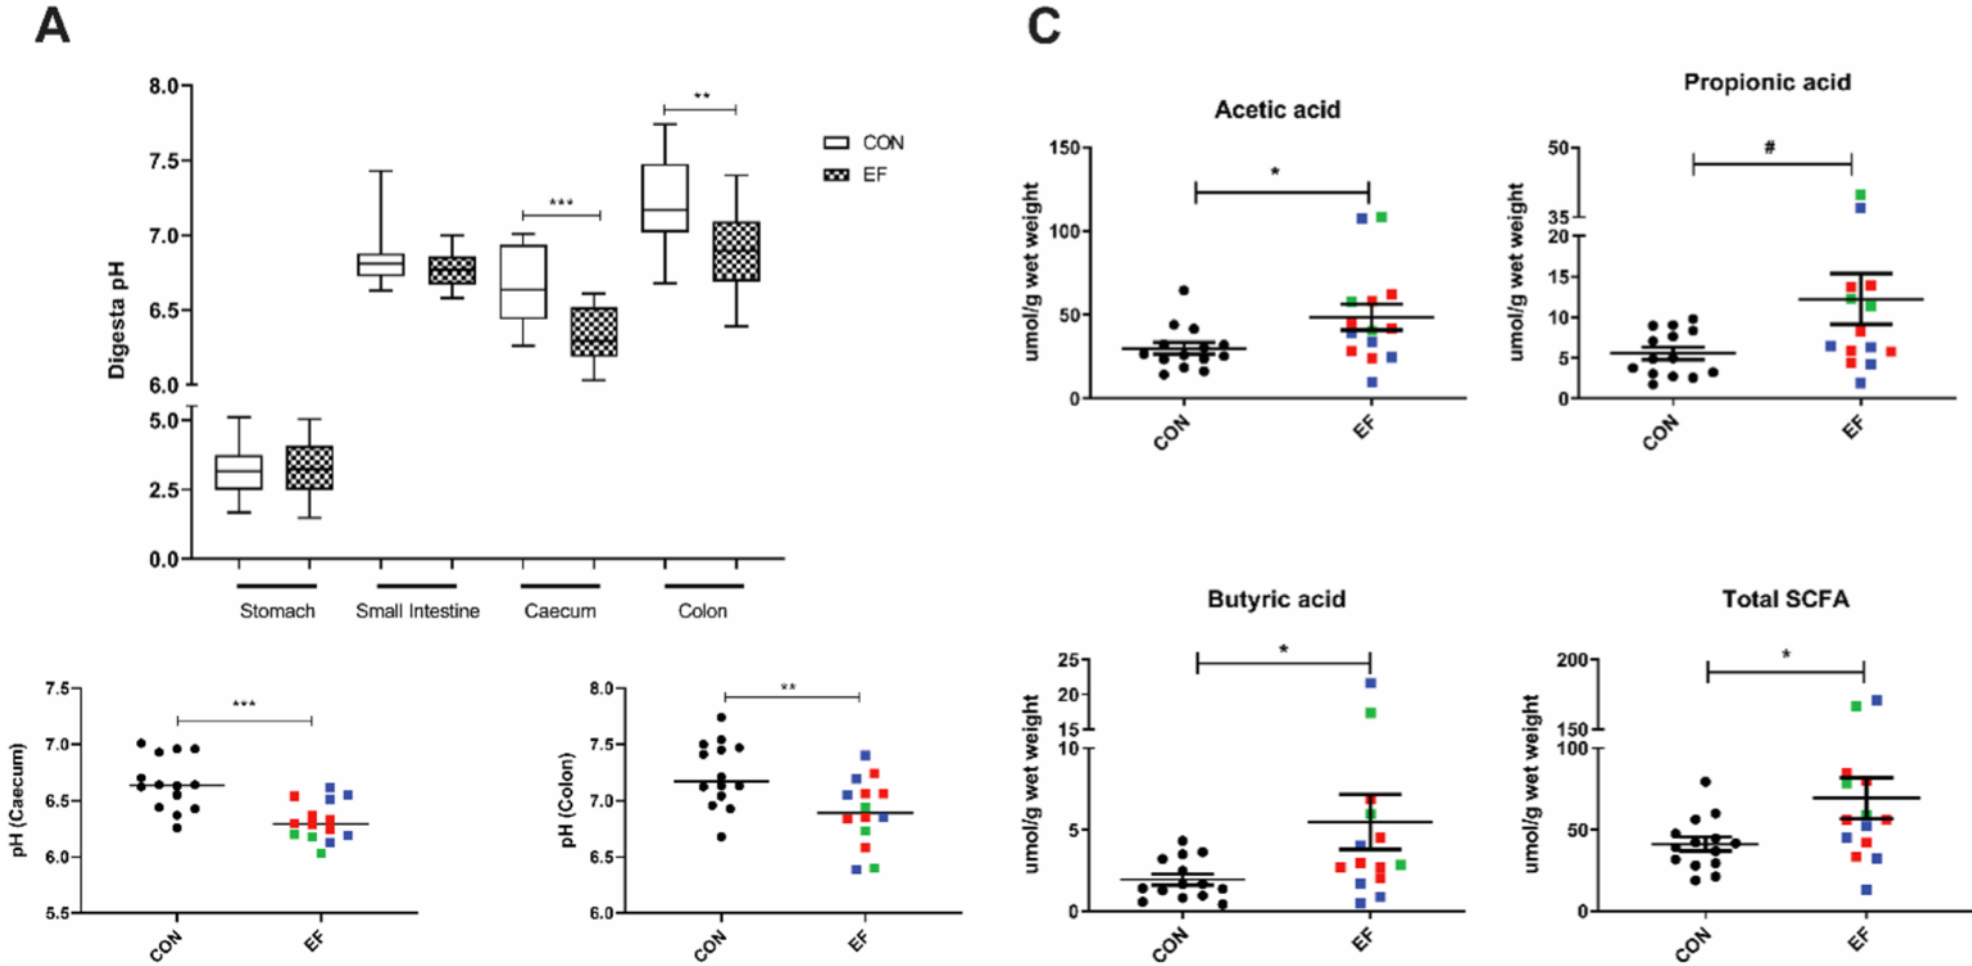 A
8.0
7.5
7.0
6.5
6.0
5.0
2.5
0.0
Digesta pH
***
**
CON
EF
Stomach Small Intestine Caecum Colon
7.5
7.0
6.5
6.0
5.5
pH (Caecum)
***
CON EF
8.0
7.5
7.0
6.5
6.0
pH (Colon)
**
CON EF
C
Acetic acid
150
100
50
0
umol/g wet weight
*
CON EF
Propionic acid
50
35
20
15
10
5
0
umol/g wet weight
#
CON EF
Butyric acid
25
20
15
10
5
0
umol/g wet weight
*
CON EF
Total SCFA
200
150
100
50
0
umol/g wet weight
*
CON EF